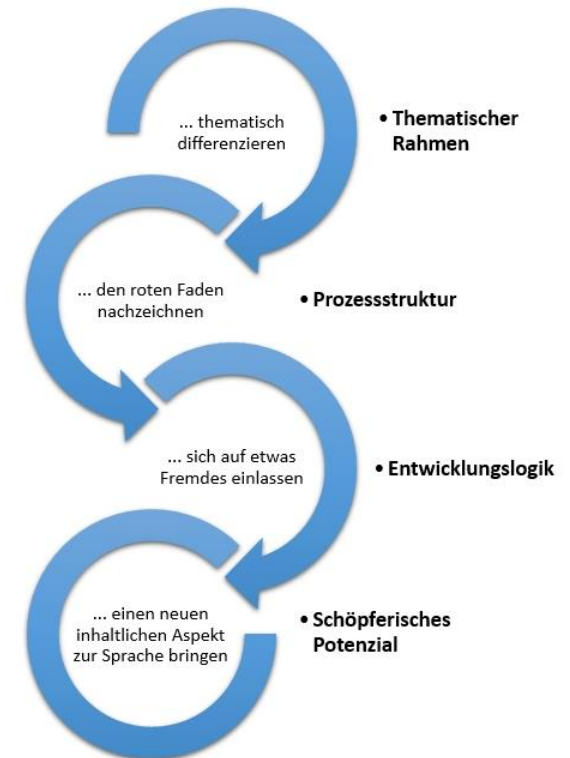 ... thematisch
differenzieren
• Thematischer
Rahmen
... den roten Faden
nachzeichnen
• Prozessstruktur
... sich auf etwas
Fremdes einlassen
• Entwicklungslogik
... einen neuen
inhaltlichen Aspekt
zur Sprache bringen
• Schöpferisches
Potenzial